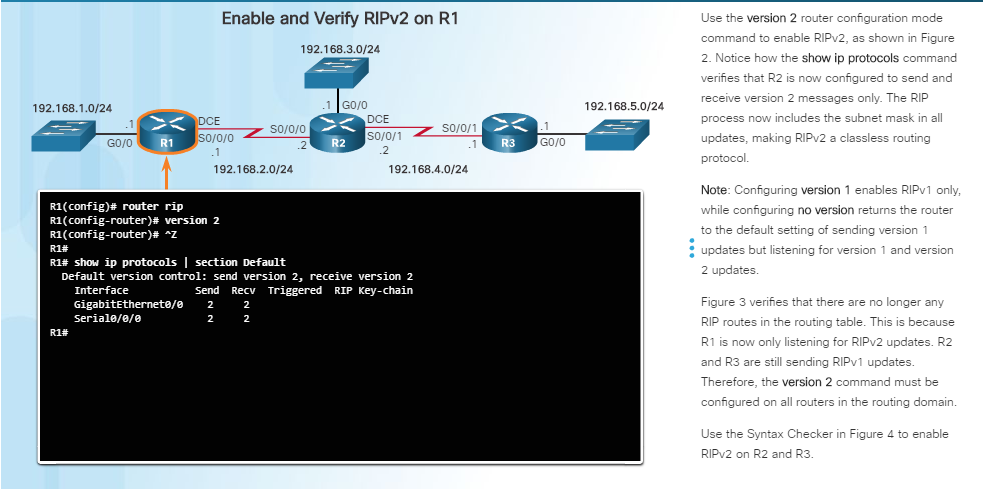 Enable and Verify RIPv2 on R1
192.168.3.0/24
192.168.1.0/24
192.168.5.0/24
.1 G0/0
.1 DCE
DCE
G0/0 R1 S0/0/0
S0/0/0 R2 S0/0/1
S0/0/1 R3 .1
G0/0
.1
.2
.2
.1
192.168.2.0/24
192.168.4.0/24
R1(config)# router rip
R1(config-router)# version 2
R1(config-router)# ^Z
R1#
R1# show ip protocols | section Default
Default version control: send version 2, receive version 2
Interface Send Recv Triggered RIP Key-chain
GigabitEthernet0/0 2 2
Serial0/0/0 2 2
R1#
Use the version 2 router configuration mode
command to enable RIPv2, as shown in Figure
2. Notice how the show ip protocols command
verifies that R2 is now configured to send and
receive version 2 messages only. The RIP
process now includes the subnet mask in all
updates, making RIPv2 a classless routing
protocol.
Note: Configuring version 1 enables RIPv1 only,
while configuring no version returns the router
to the default setting of sending version 1
updates but listening for version 1 and version
2 updates.
Figure 3 verifies that there are no longer any
RIP routes in the routing table. This is because
R1 is now only listening for RIPv2 updates. R2
and R3 are still sending RIPv1 updates.
Therefore, the version 2 command must be
configured on all routers in the routing domain.
Use the Syntax Checker in Figure 4 to enable
RIPv2 on R2 and R3.